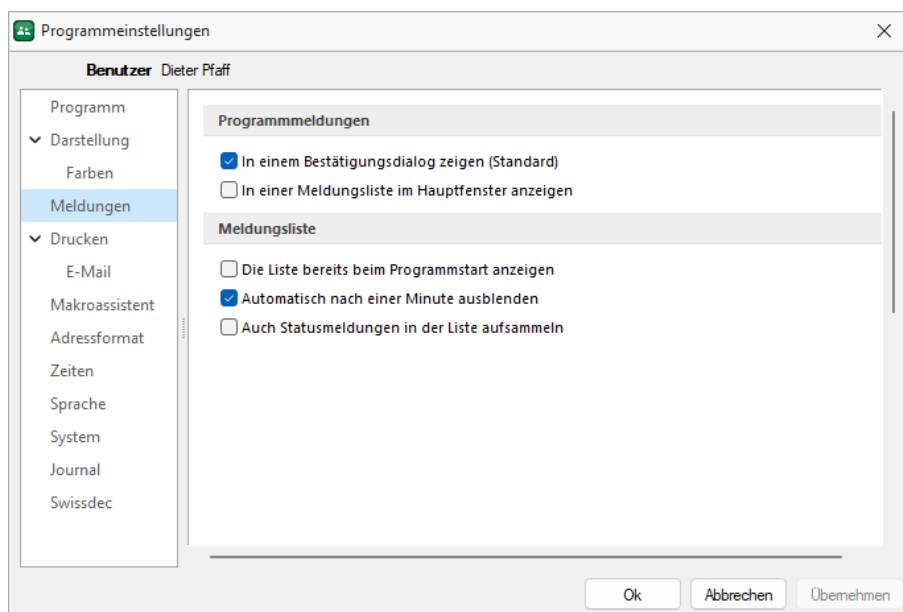 Programmeinstellungen
Benutzer Dieter Pfaff
Programm
Darstellung
Farben
Meldungen
Drucken
E-Mail
Makroassistent
Adressformat
Zeiten
Sprache
System
Journal
Swissdec
Programmmeldungen
In einem Bestätigungsdialog zeigen (Standard)
In einer Meldungsliste im Hauptfenster anzeigen
Meldungsliste
Die Liste bereits beim Programmstart anzeigen
Automatisch nach einer Minute ausblenden
Auch Statusmeldungen in der Liste aufsammeln
Ok Abbrechen Übernehmen